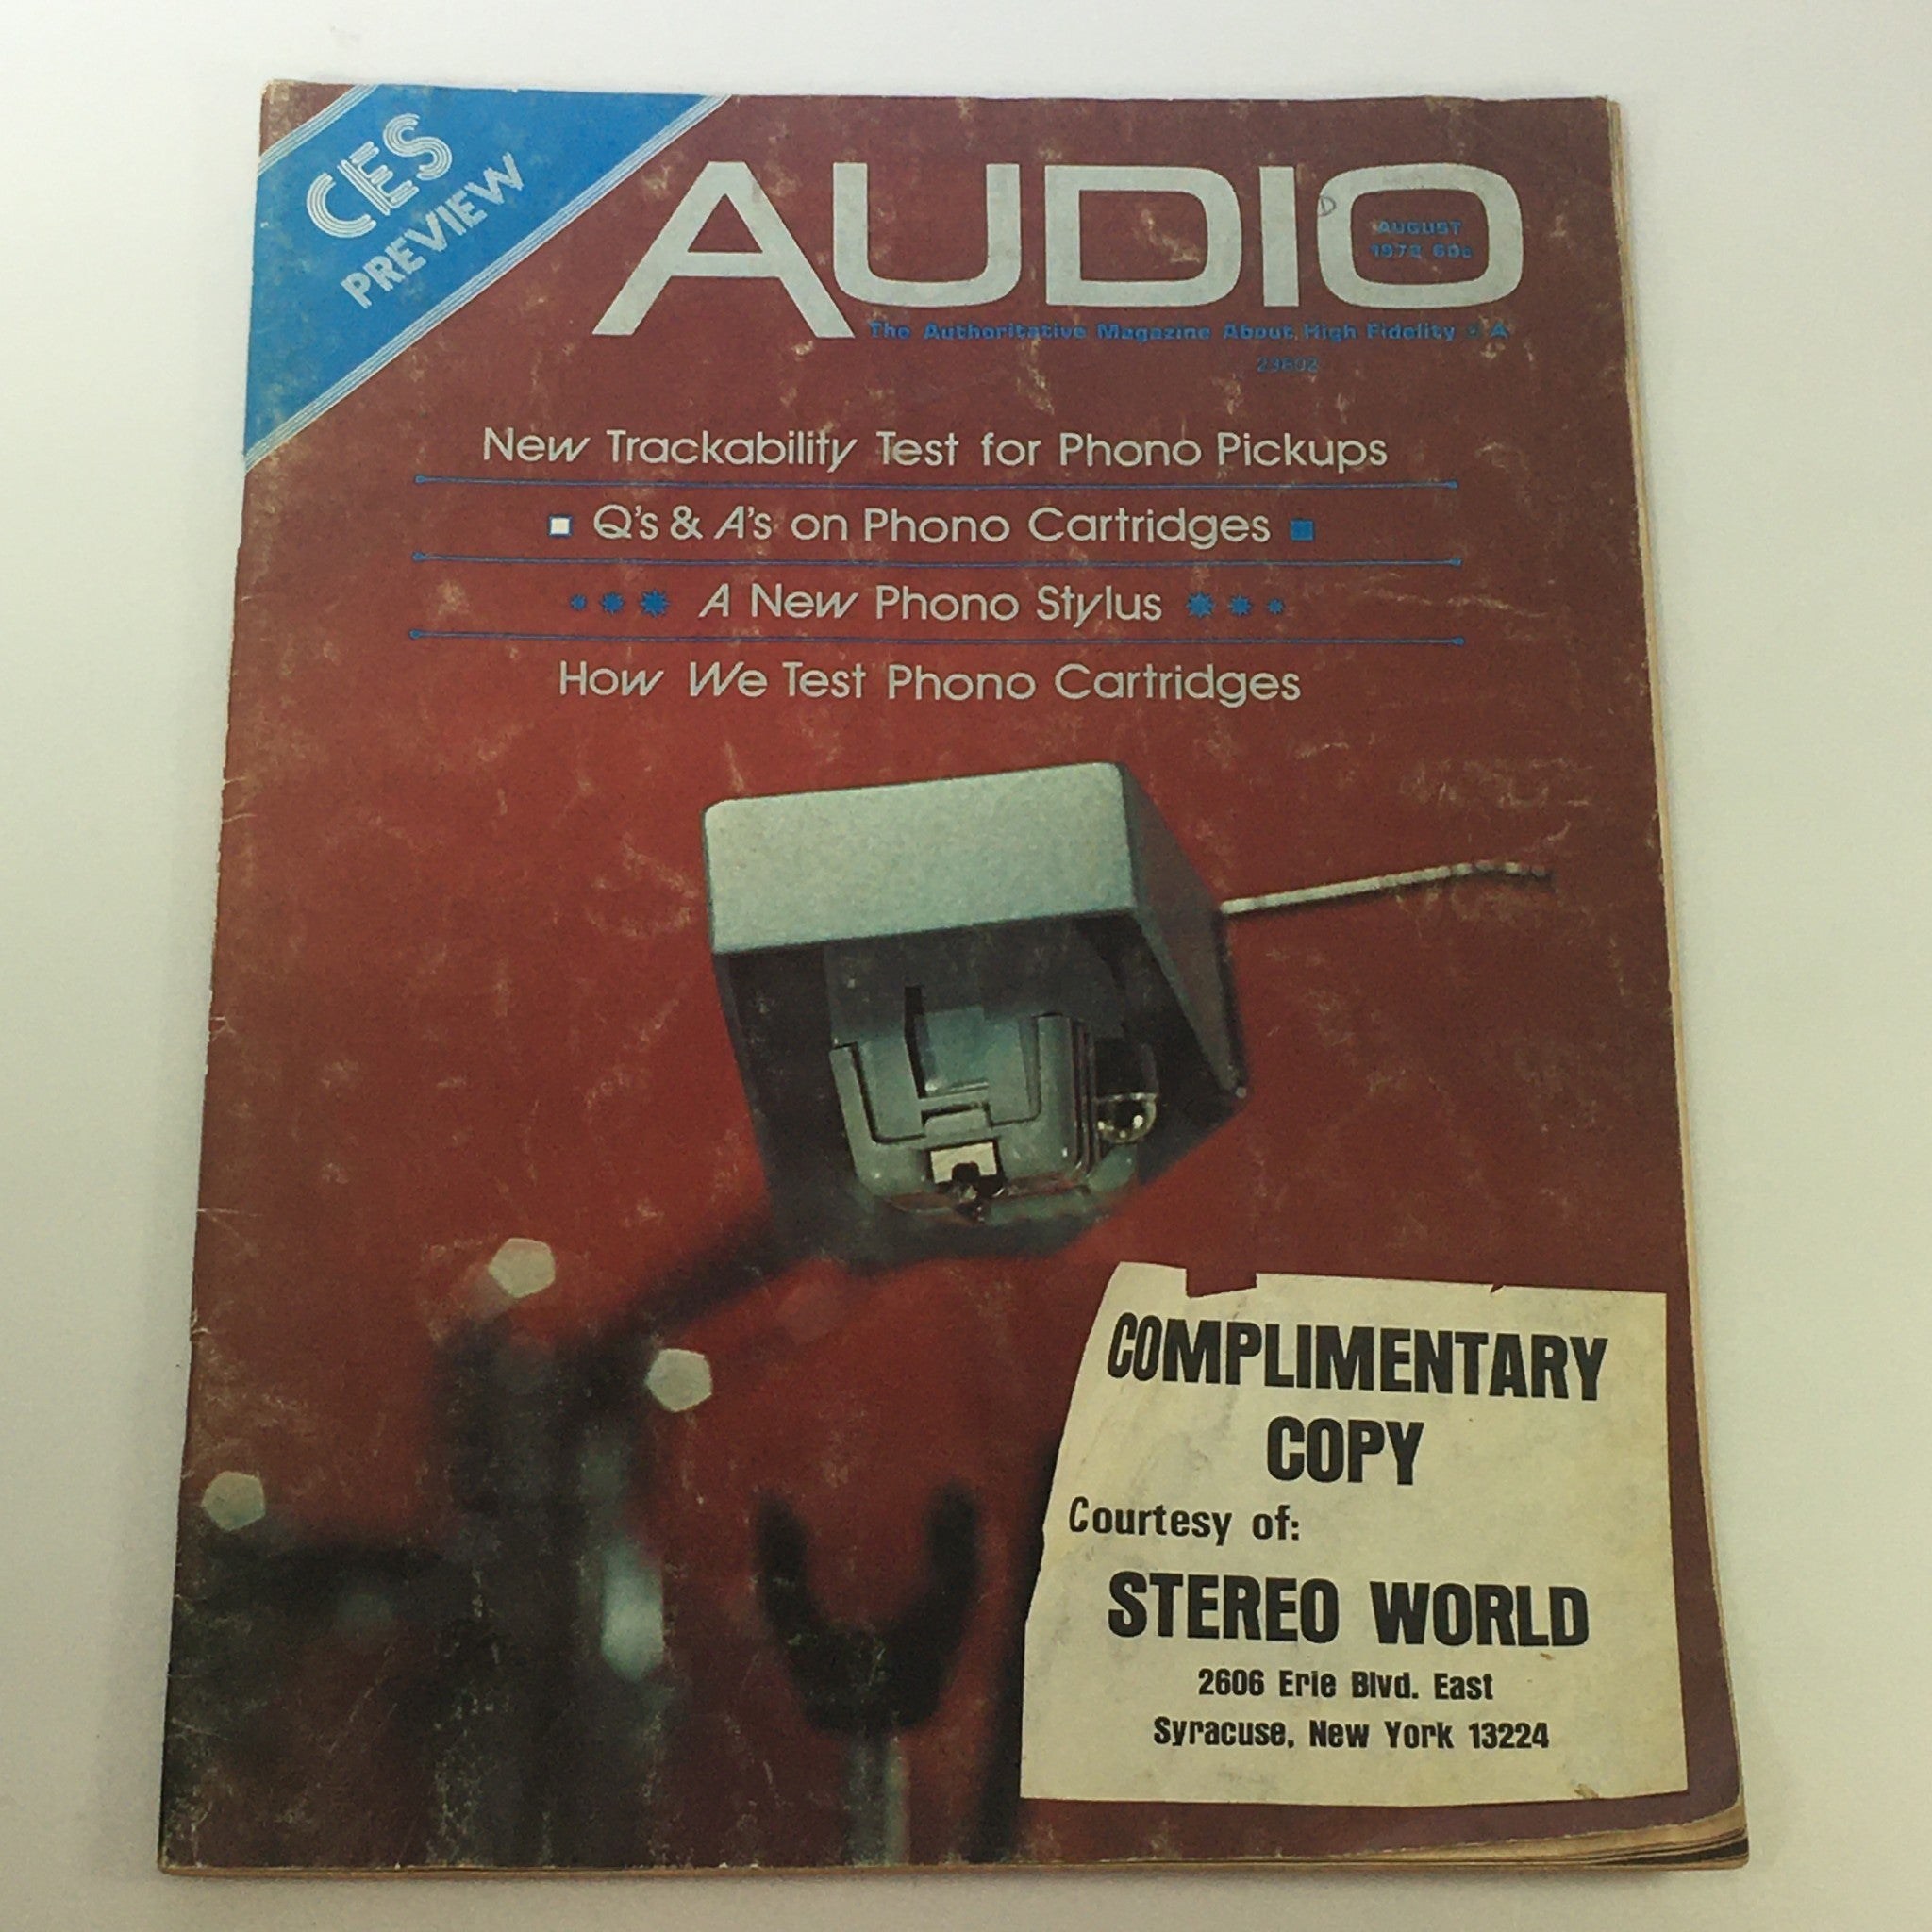 CES
PREVIEW
AUDIO
AUGUST
60¢
The Authoritative Magazine About High Fidelity • A
23602
New Trackability Test for Phono Pickups
Q's & A's on Phono Cartridges
A New Phono Stylus
How We Test Phono Cartridges
COMPLIMENTARY
COPY
Courtesy of:
STEREO WORLD
2606 Erie Blvd. East
Syracuse, New York 13224